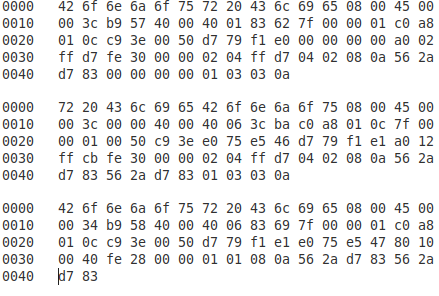 0000 42 6f 6e 6a 6f 75 72 20 43 6c 69 65 08 00 45 00
0010 00 3c b9 57 40 00 40 01 83 62 7f 00 00 01 c0 a8
0020 01 0c c9 3e 00 50 d7 79 f1 e0 00 00 00 00 a0 02
0030 ff d7 fe 30 00 00 02 04 ff d7 04 02 08 0a 56 2a
0040 d7 83 00 00 00 00 01 03 03 0a
0000 72 20 43 6c 69 65 42 6f 6e 6a 6f 75 08 00 45 00
0010 00 3c 00 00 40 00 40 06 3c ba c0 a8 01 0c 7f 00
0020 00 01 00 50 c9 3e e0 75 e5 46 d7 79 f1 e1 a0 12
0030 ff cb fe 30 00 00 02 04 ff d7 04 02 08 0a 56 2a
0040 d7 83 56 2a d7 83 01 03 03 0a
0000 42 6f 6e 6a 6f 75 72 20 43 6c 69 65 08 00 45 00
0010 00 34 b9 58 40 00 40 06 83 69 7f 00 00 01 c0 a8
0020 01 0c c9 3e 00 50 d7 79 f1 e1 e0 75 e5 47 80 10
0030 00 40 fe 28 00 00 01 01 08 0a 56 2a d7 83 56 2a
0040 d7 83